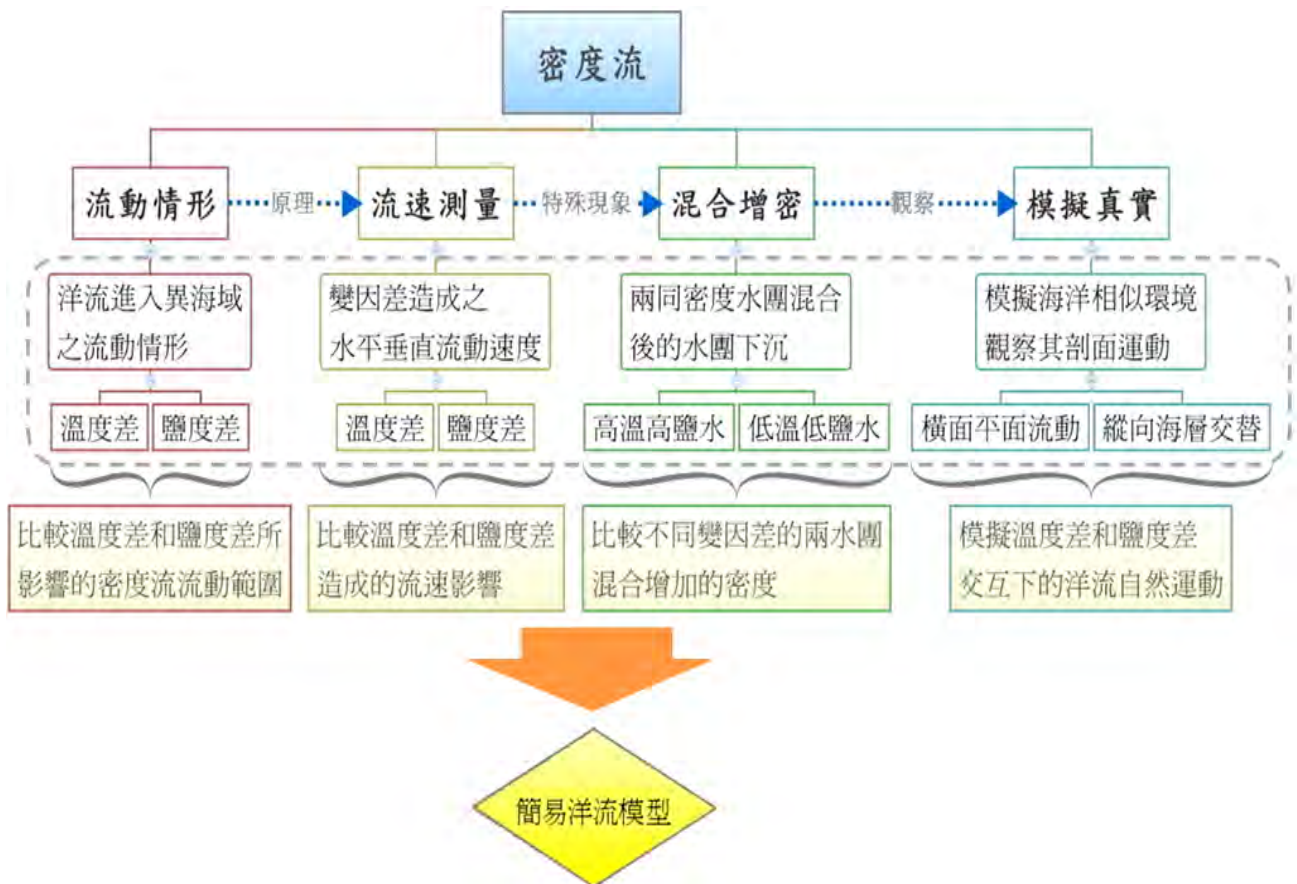 密度流
流動情形
原理
流速測量
特殊現象
混合增密
觀察
模擬真實
洋流進入異海域
之流動情形
變因差造成之
水平垂直流動速度
兩同密度水團混合
後的水團下沉
模擬海洋相似環境
觀察其剖面運動
溫度差
鹽度差
溫度差
鹽度差
高溫高鹽水
低溫低鹽水
橫面平面流動
縱向海層交替
比較溫度差和鹽度差所
影響的密度流流動範圍
比較溫度差和鹽度差
造成的流速影響
比較不同變因差的兩水團
混合增加的密度
模擬溫度差和鹽度差
交互下的洋流自然運動
簡易洋流模型